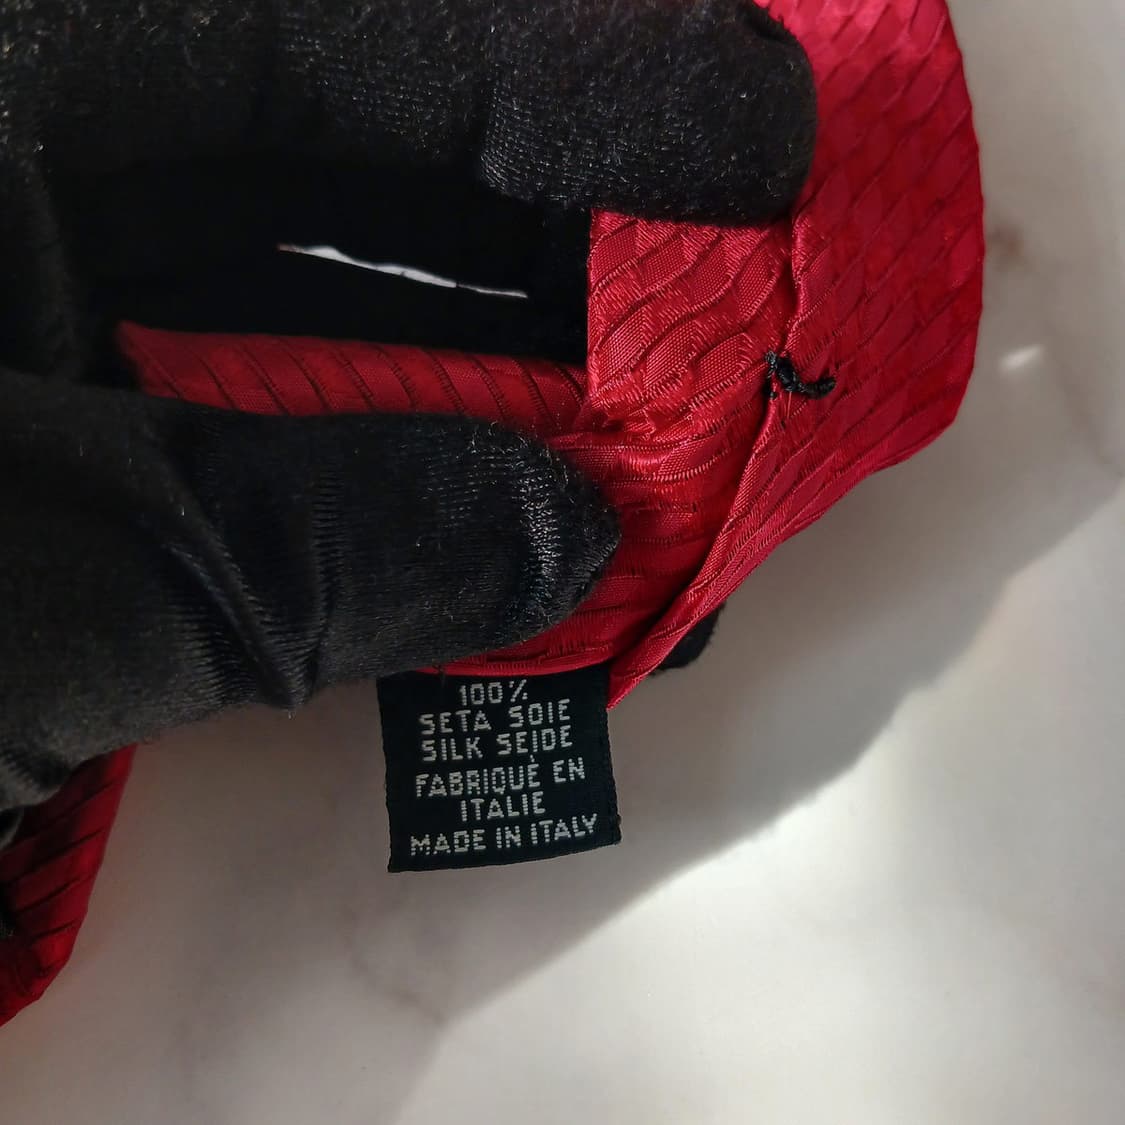 100%
SETA SOIE
SILK SEIDE
FABRIQUÉ EN
ITALIE
MADE IN ITALY